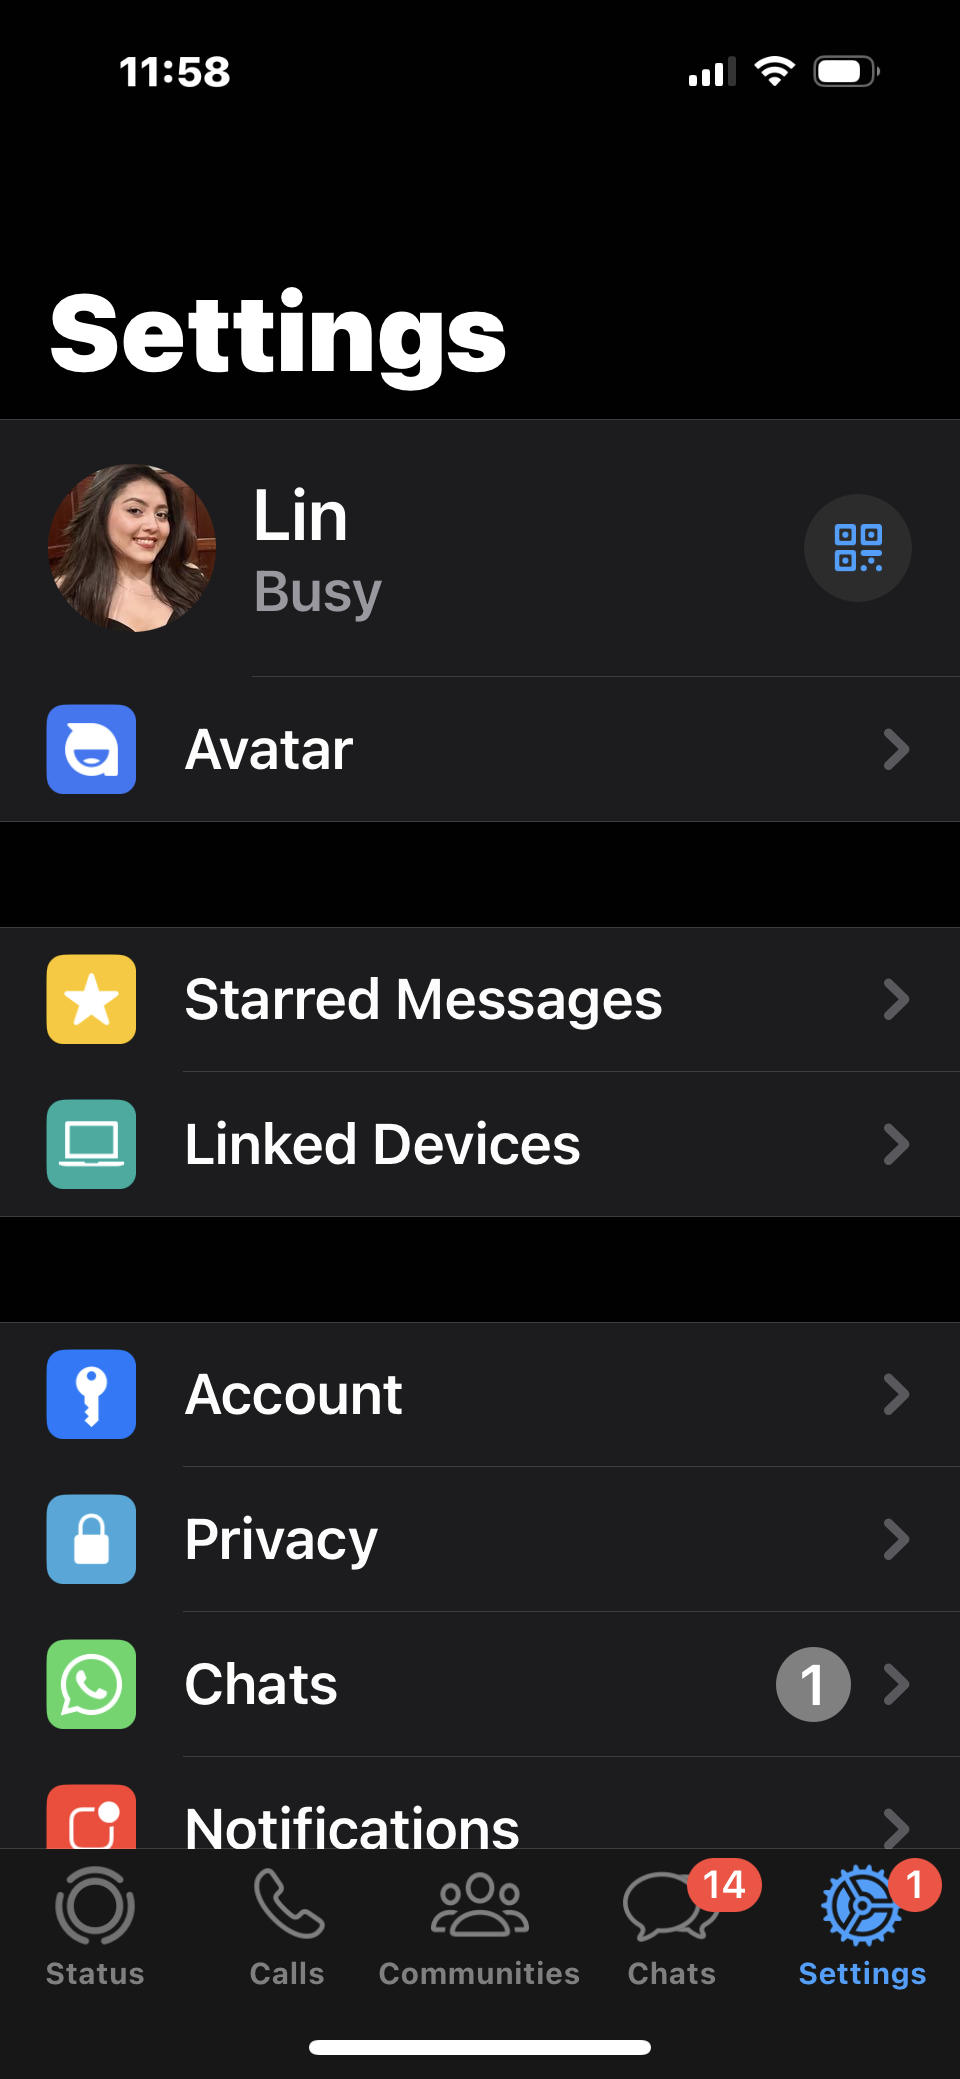 11:58
Settings
Lin
Busy
Avatar
Starred Messages
Linked Devices
Account
Privacy
Chats 1
Notifications
14 1
Status Calls Communities Chats Settings